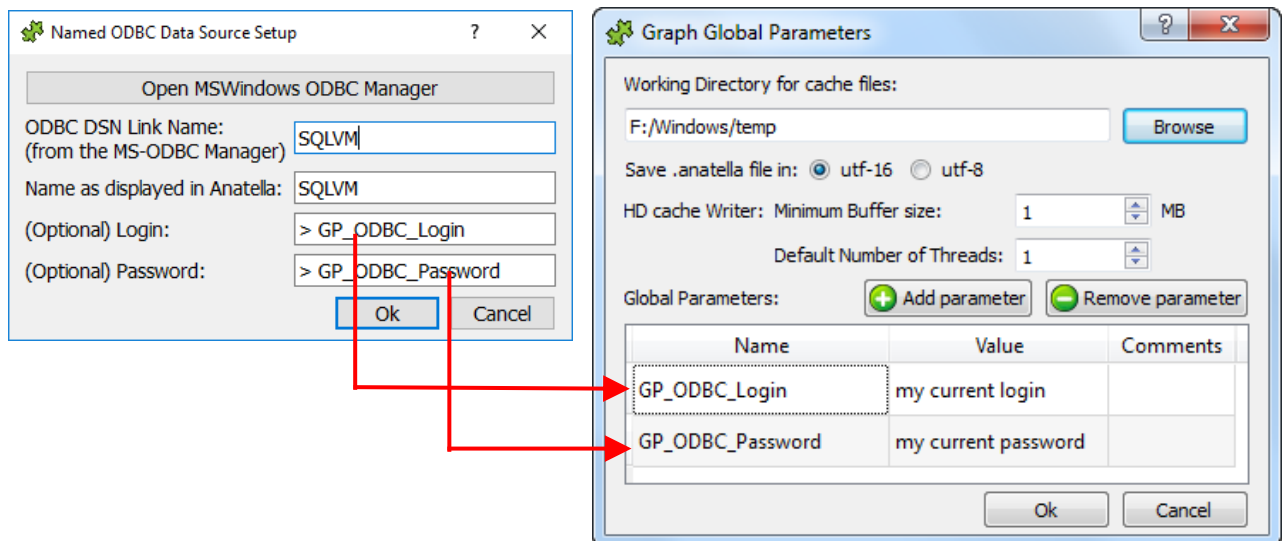 Named ODBC Data Source Setup ? ×
Open MSWindows ODBC Manager
ODBC DSN Link Name:
(from the MS-ODBC Manager) SQLVM
Name as displayed in Anatella: SQLVM
(Optional) Login: > GP_ODBC_Login
(Optional) Password: > GP_ODBC_Password
Ok Cancel
Graph Global Parameters ? x
Working Directory for cache files:
F:/Windows/temp Browse
Save .anatella file in: utf-16 utf-8
HD cache Writer: Minimum Buffer size: 1 MB
Default Number of Threads: 1
Global Parameters: Add parameter Remove parameter
Name Value Comments
GP_ODBC_Login my current login
GP_ODBC_Password my current password
Ok Cancel